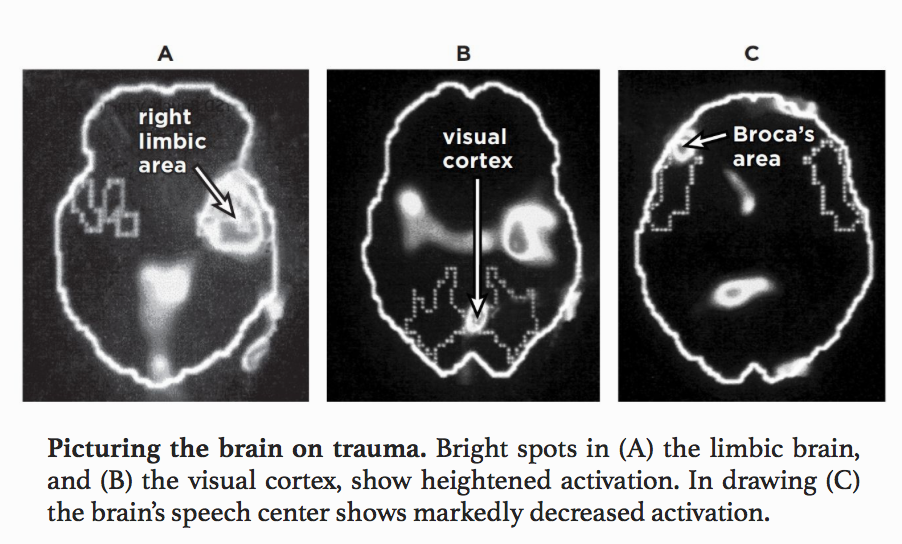 A
B
C
right
limbic
area
visual
cortex
Broca's
area
Picturing the brain on trauma. Bright spots in (A) the limbic brain,
and (B) the visual cortex, show heightened activation. In drawing (C)
the brain's speech center shows markedly decreased activation.